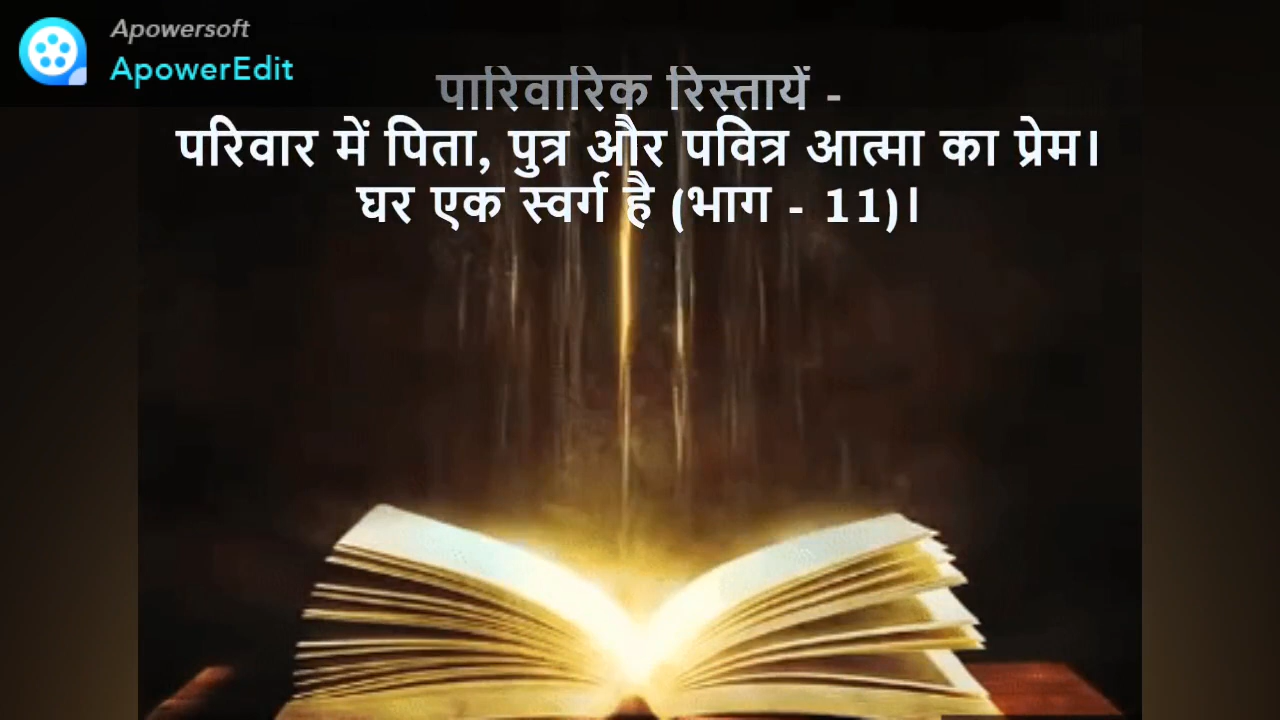 Apowersoft
ApowerEdit
पारिवारिक रिस्तायें -
परिवार में पिता, पुत्र और पवित्र आत्मा का प्रेम।
घर एक स्वर्ग है (भाग - 11)।